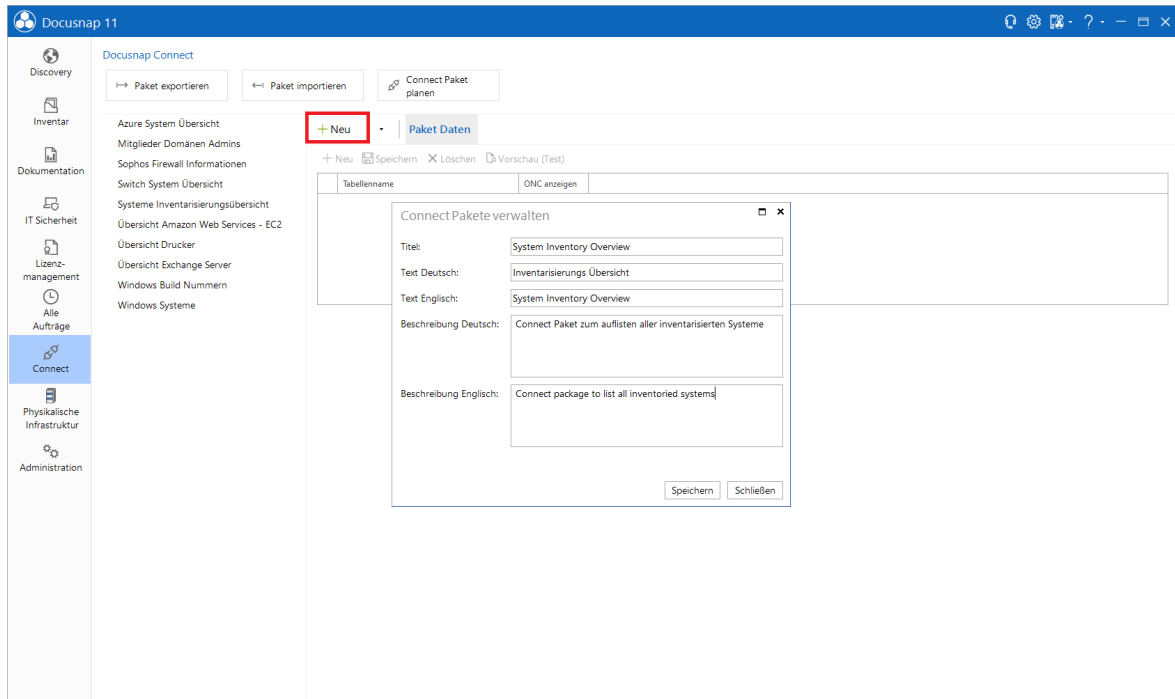 Docusnap 11
?
Discovery
Inventar
Dokumentation
IT Sicherheit
Lizenz-
management
Alle
Aufträge
Connect
Physikalische
Infrastruktur
Administration
Docusnap Connect
Paket exportieren
Paket importieren
Connect Paket
planen
Azure System Übersicht
Mitglieder Domänen Admins
Sophos Firewall Informationen
Switch System Übersicht
Systeme Inventarisierungsübersicht
Übersicht Amazon Web Services - EC2
Übersicht Drucker
Übersicht Exchange Server
Windows Build Nummern
Windows Systeme
Neu
Paket Daten
Neu Speichern Löschen Vorschau (Test)
Tabellenname ONC anzeigen
Connect Pakete verwalten
Titel: System Inventory Overview
Text Deutsch: Inventarisierungs Übersicht
Text Englisch: System Inventory Overview
Beschreibung Deutsch: Connect Paket zum auflisten aller inventarisierten Systeme
Beschreibung Englisch: Connect package to list all inventoried systems
Speichern Schließen